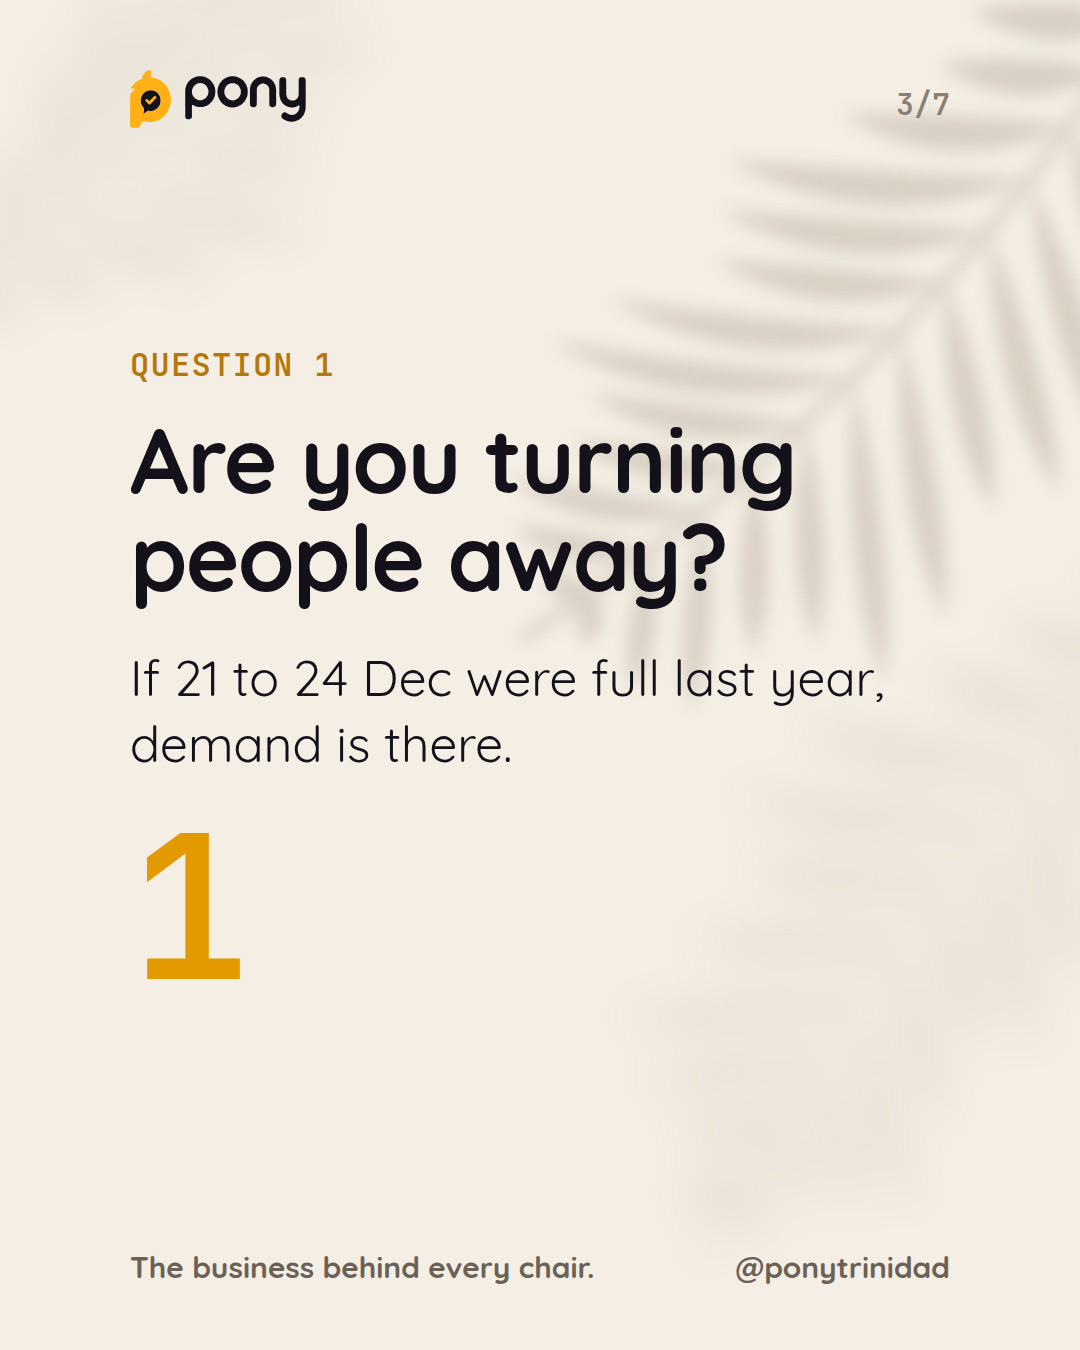 pony
3/7
QUESTION 1
Are you turning
people away?
If 21 to 24 Dec were full last year,
demand is there.
1
The business behind every chair.
@ponytrinidad